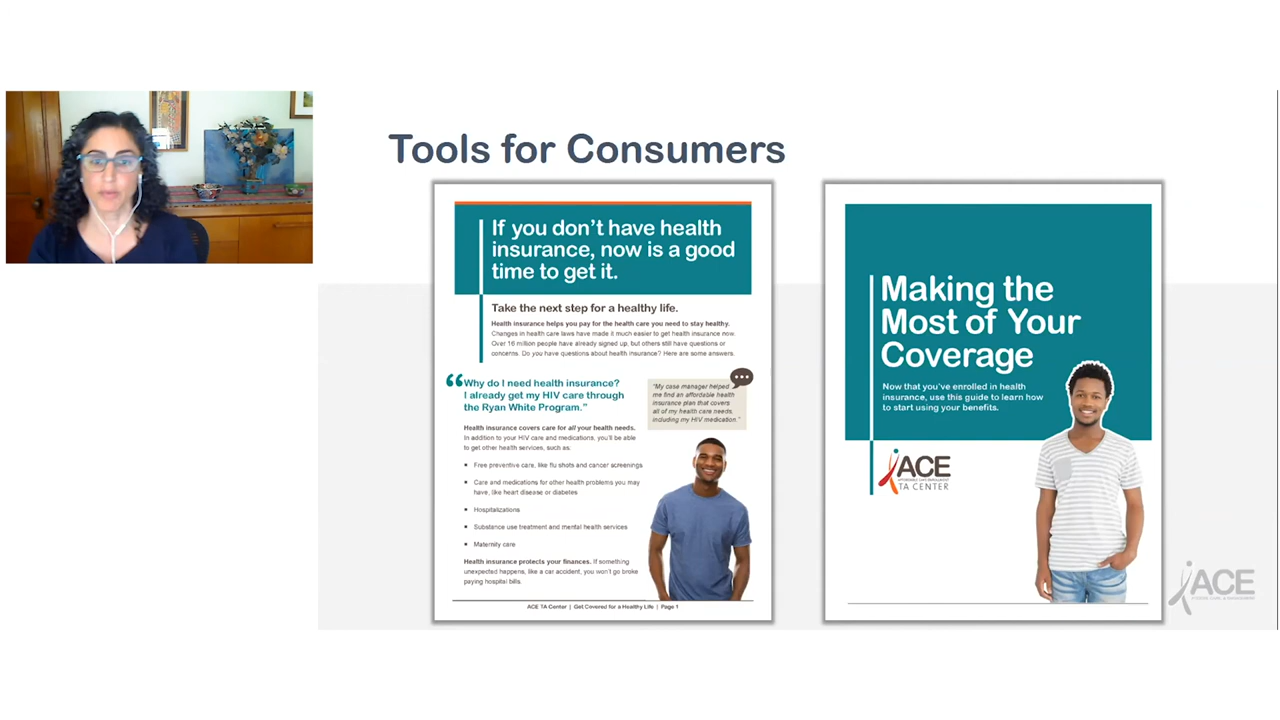 Tools for Consumers
If you don't have health
insurance, now is a good
time to get it.
Take the next step for a healthy life.
Health insurance helps you pay for the health care you need to stay healthy.
Changes in health care laws have made it much easier to get health insurance now.
Over 16 million people have already signed up, but others still have questions or
concerns. Do you have questions about health insurance? Here are some answers.
“Why do I need health insurance?
I already get my HIV care through
the Ryan White Program.”
"My case manager helped
me find an affordable health
insurance plan that covers
all of my health care needs,
including my HIV medication."
Health insurance covers care for all your health needs.
In addition to your HIV care and medications, you'll be able
to get other health services, such as:
▪ Free preventive care, like flu shots and cancer screenings
▪ Care and medications for other health problems you may
have, like heart disease or diabetes
▪ Hospitalizations
▪ Substance use treatment and mental health services
▪ Maternity care
Health insurance protects your finances. If something
unexpected happens, like a car accident, you won't go broke
paying hospital bills.
ACE TA Center | Get Covered for a Healthy Life | Page 1
Making the
Most of Your
Coverage
Now that you've enrolled in health
insurance, use this guide to learn how
to start using your benefits.
ACE
TA CENTER
ACE